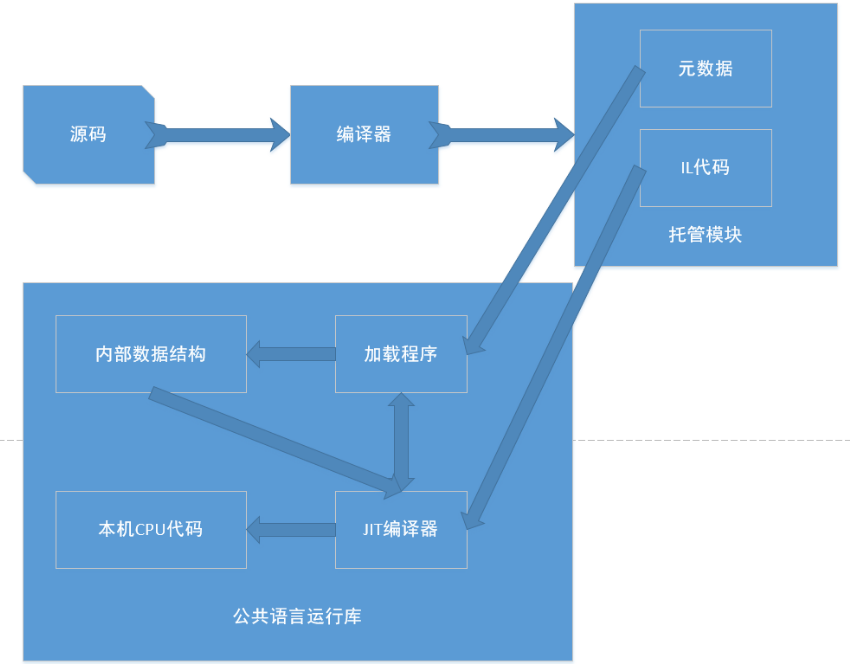 源码
编译器
元数据
IL代码
托管模块
内部数据结构
加载程序
本机CPU代码
JIT编译器
公共语言运行库